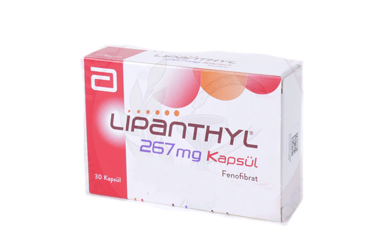 LIPANTHYL®
267mg Kapsül
Fenofibrat
30 Kapsül